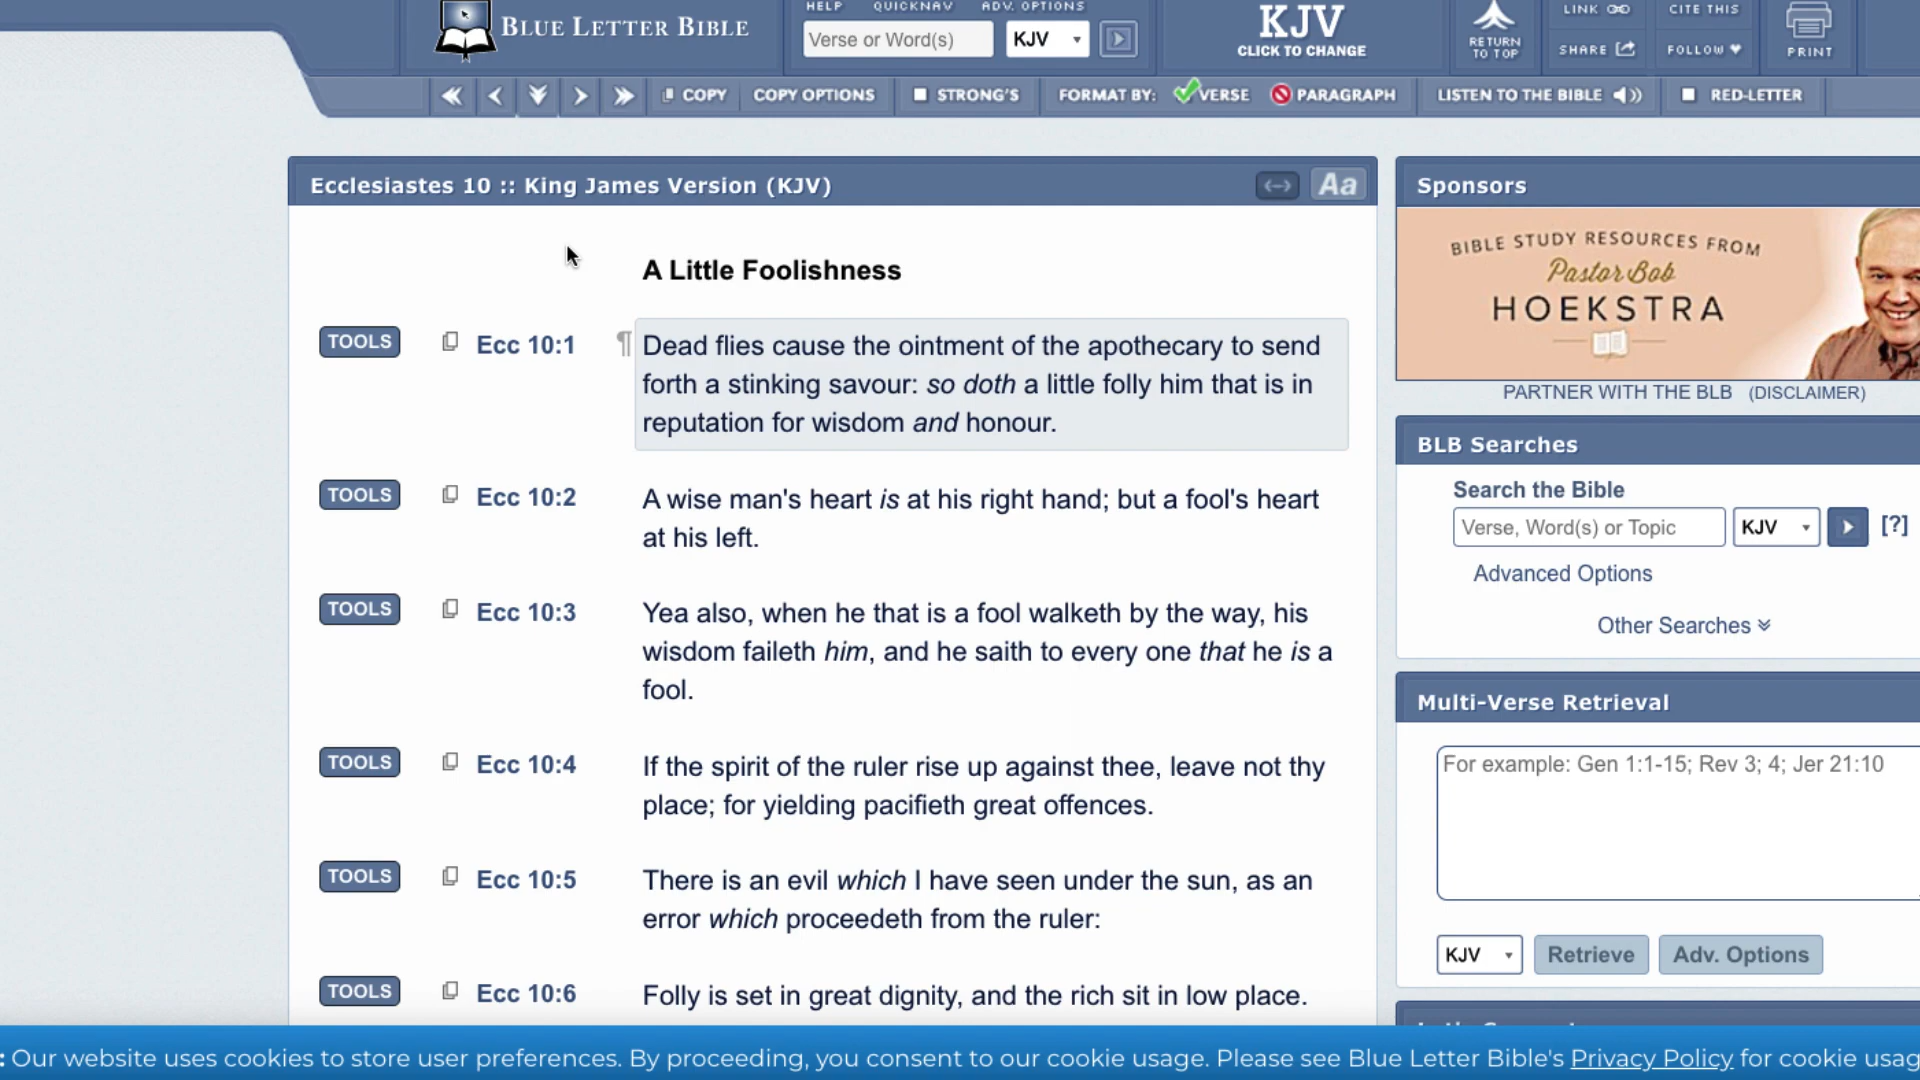 HELP QUICKNAV ADV. OPTIONS
BLUE LETTER BIBLE
Verse or Word(s)
KJV
KJV
CLICK TO CHANGE
RETURN
TO TOP
LINK
CITE THIS
SHARE
FOLLOW
PRINT
COPY
COPY OPTIONS
STRONG'S
FORMAT BY:
VERSE
PARAGRAPH
LISTEN TO THE BIBLE
RED-LETTER
Ecclesiastes 10 :: King James Version (KJV)
Aa
A Little Foolishness
TOOLS
Ecc 10:1
¶
Dead flies cause the ointment of the apothecary to send
forth a stinking savour: so doth a little folly him that is in
reputation for wisdom and honour.
TOOLS
Ecc 10:2
A wise man's heart is at his right hand; but a fool's heart
at his left.
TOOLS
Ecc 10:3
Yea also, when he that is a fool walketh by the way, his
wisdom faileth him, and he saith to every one that he is a
fool.
TOOLS
Ecc 10:4
If the spirit of the ruler rise up against thee, leave not thy
place; for yielding pacifieth great offences.
TOOLS
Ecc 10:5
There is an evil which I have seen under the sun, as an
error which proceedeth from the ruler:
TOOLS
Ecc 10:6
Folly is set in great dignity, and the rich sit in low place.
Sponsors
BIBLE STUDY RESOURCES FROM
Pastor Bob
HOEKSTRA
PARTNER WITH THE BLB (DISCLAIMER)
BLB Searches
Search the Bible
Verse, Word(s) or Topic
KJV
[?]
Advanced Options
Other Searches
Multi-Verse Retrieval
For example: Gen 1:1-15; Rev 3; 4; Jer 21:10
KJV
Retrieve
Adv. Options
: Our website uses cookies to store user preferences. By proceeding, you consent to our cookie usage. Please see Blue Letter Bible's Privacy Policy for cookie usag